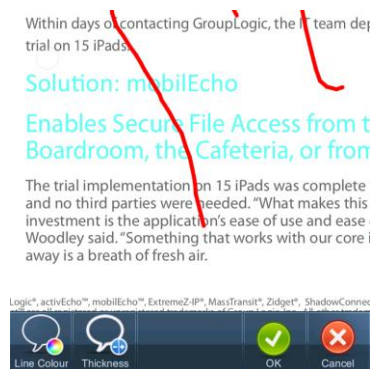 Within days of contacting GroupLogic, the IT team dep
trial on 15 iPads.
Solution: mobilEcho
Enables Secure File Access from t
Boardroom, the Cafeteria, or from
The trial implementation on 15 iPads was complete
and no third parties were needed. “What makes this
investment is the application’s ease of use and ease
Woodley said. “Something that works with our core i
away is a breath of fresh air.
Logic®, activEcho™, mobilEcho™, ExtremeZ-IP®, MassTransit®, Zidget®, ShadowConnec
Line Colour
Thickness
OK
Cancel